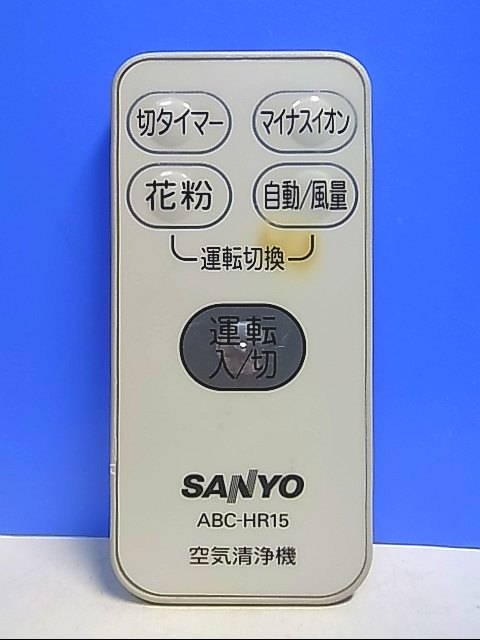 切タイマー
マイナスイオン
花粉
自動/風量
運転切換
運転
入/切
SANYO
ABC-HR15
空気清浄機